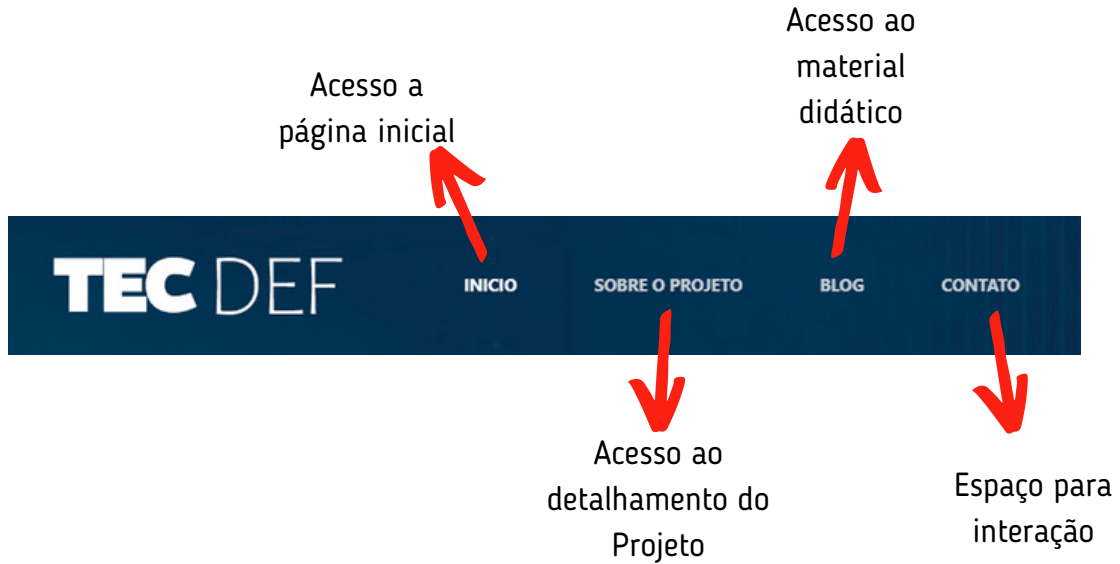 Acesso ao
material
didático
Acesso a
página inicial
TEC DEF
INICIO
SOBRE O PROJETO
BLOG
CONTATO
Acesso ao
detalhamento do
Projeto
Espaço para
interação